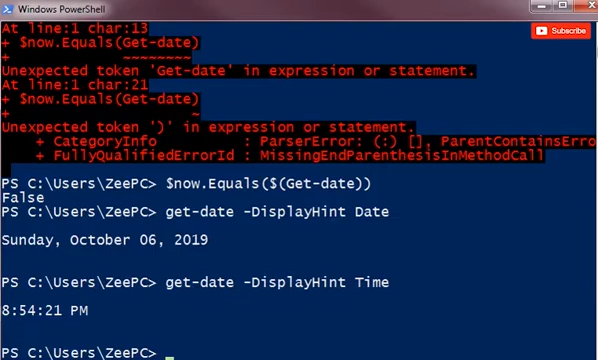 Windows PowerShell
Subscribe
At line:1 char:13
+ $now.Equals(Get-date)
+ ~~~~~~~~
Unexpected token 'Get-date' in expression or statement.
At line:1 char:21
+ $now.Equals(Get-date)
+ ~
Unexpected token ')' in expression or statement.
+ CategoryInfo : ParserError: (:) [], ParentContainsErro
+ FullyQualifiedErrorId : MissingEndParenthesisInMethodCall
PS C:\Users\ZeePC> $now.Equals($(Get-date))
False
PS C:\Users\ZeePC> get-date -DisplayHint Date
Sunday, October 06, 2019
PS C:\Users\ZeePC> get-date -DisplayHint Time
8:54:21 PM
PS C:\Users\ZeePC> _